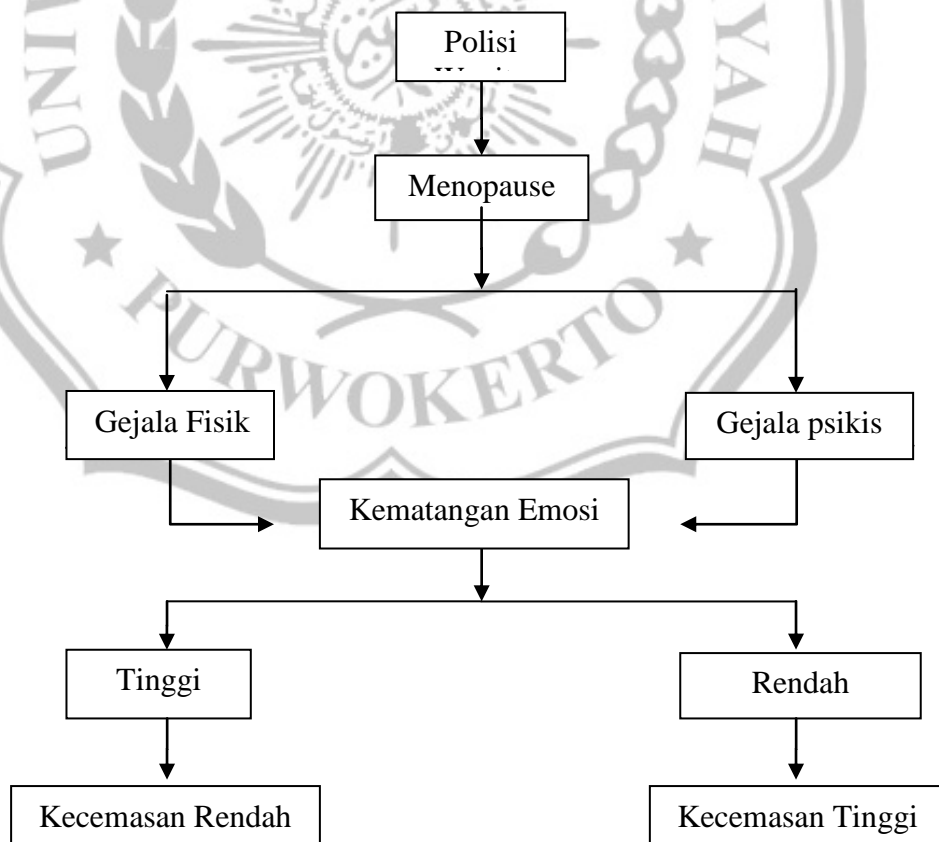 Polisi
Menopause
Gejala Fisik
Gejala psikis
Kematangan Emosi
Tinggi
Rendah
Kecemasan Rendah
Kecemasan Tinggi
PURWOKERTO